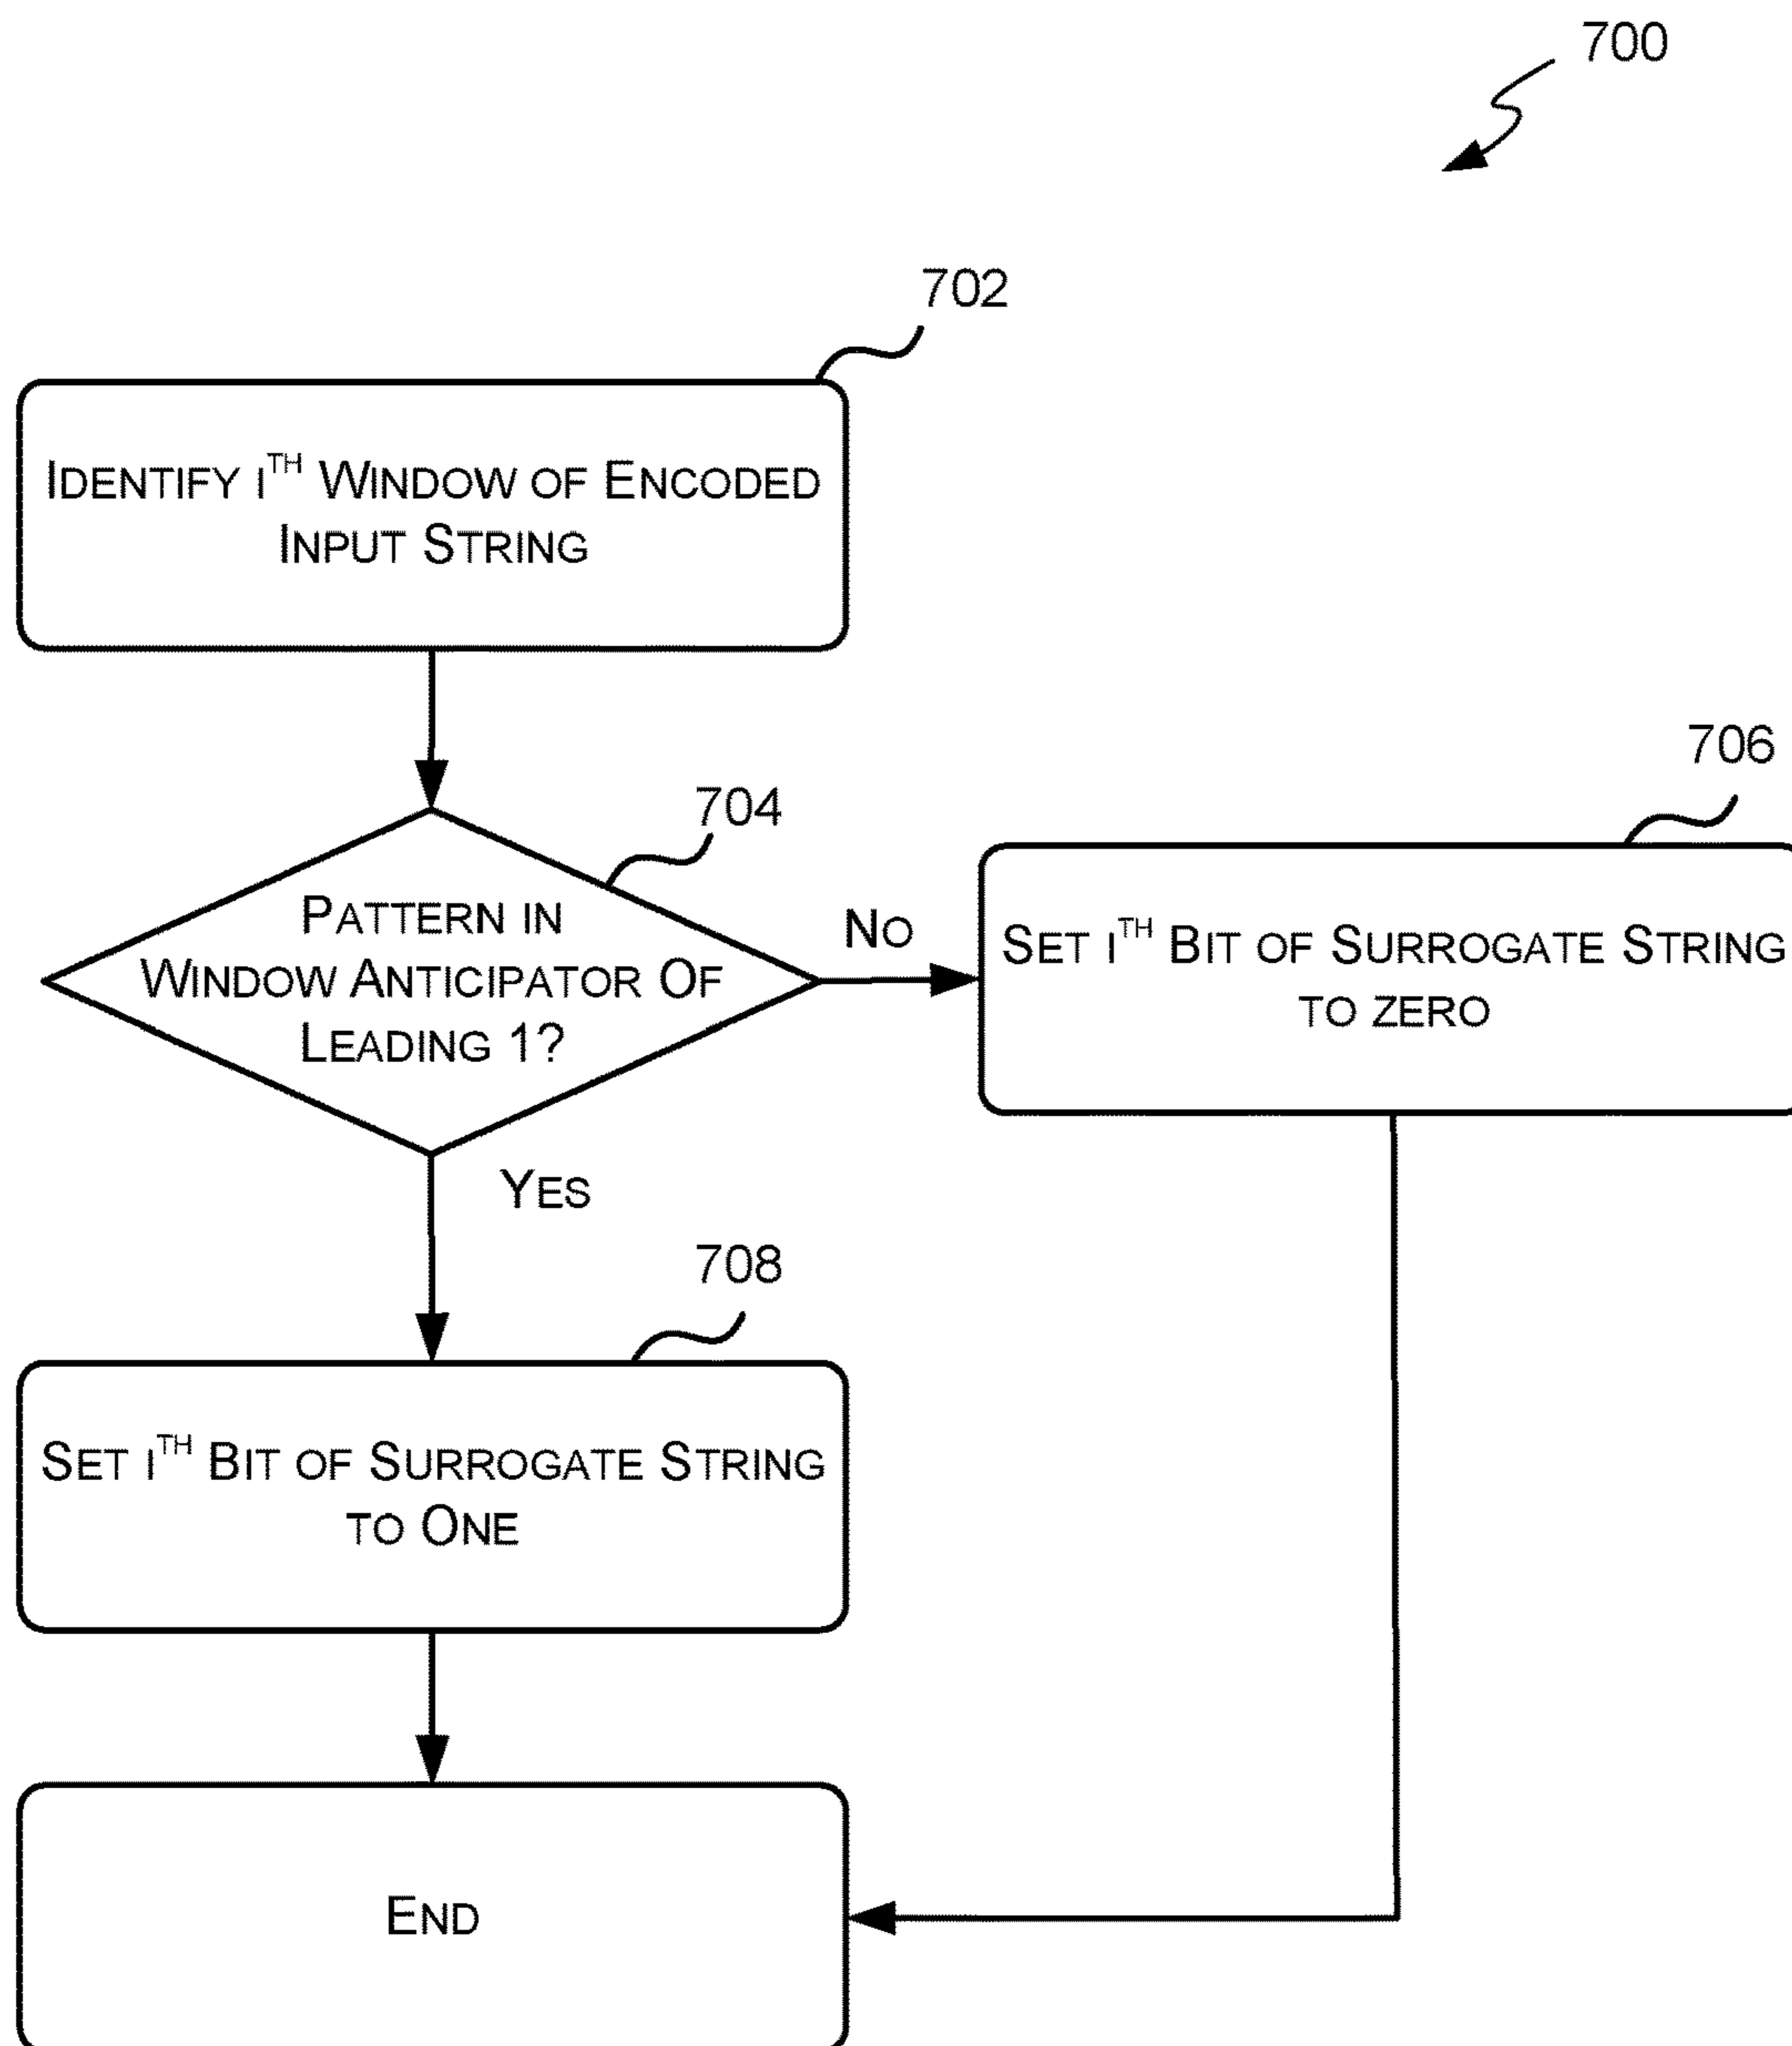 700
702
IDENTIFY ITH WINDOW OF ENCODED
INPUT STRING
704
PATTERN IN
WINDOW ANTICIPATOR OF
LEADING 1?
NO
706
SET ITH BIT OF SURROGATE STRING
TO ZERO
YES
708
SET ITH BIT OF SURROGATE STRING
TO ONE
END